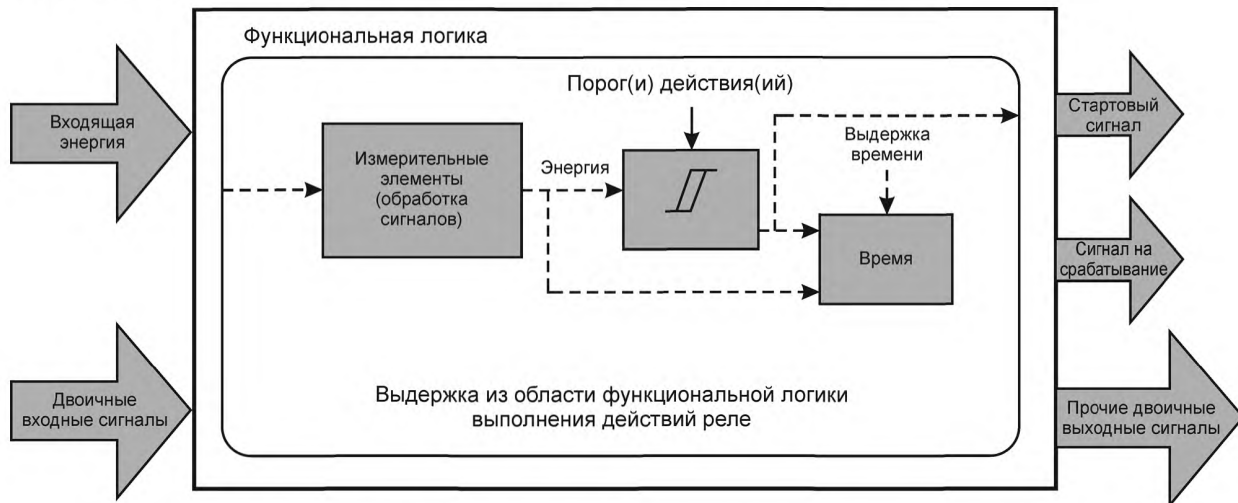 Функциональная логика
Входящая
энергия
Двоичные
входные сигналы
Порог(и) действия(ий)
Измерительные
элементы
(обработка
сигналов)
Энергия
Выдержка
времени
Время
Выдержка из области функциональной логики
выполнения действий реле
Стартовый
сигнал
Сигнал на
срабатывание
Прочие двоичные
выходные сигналы